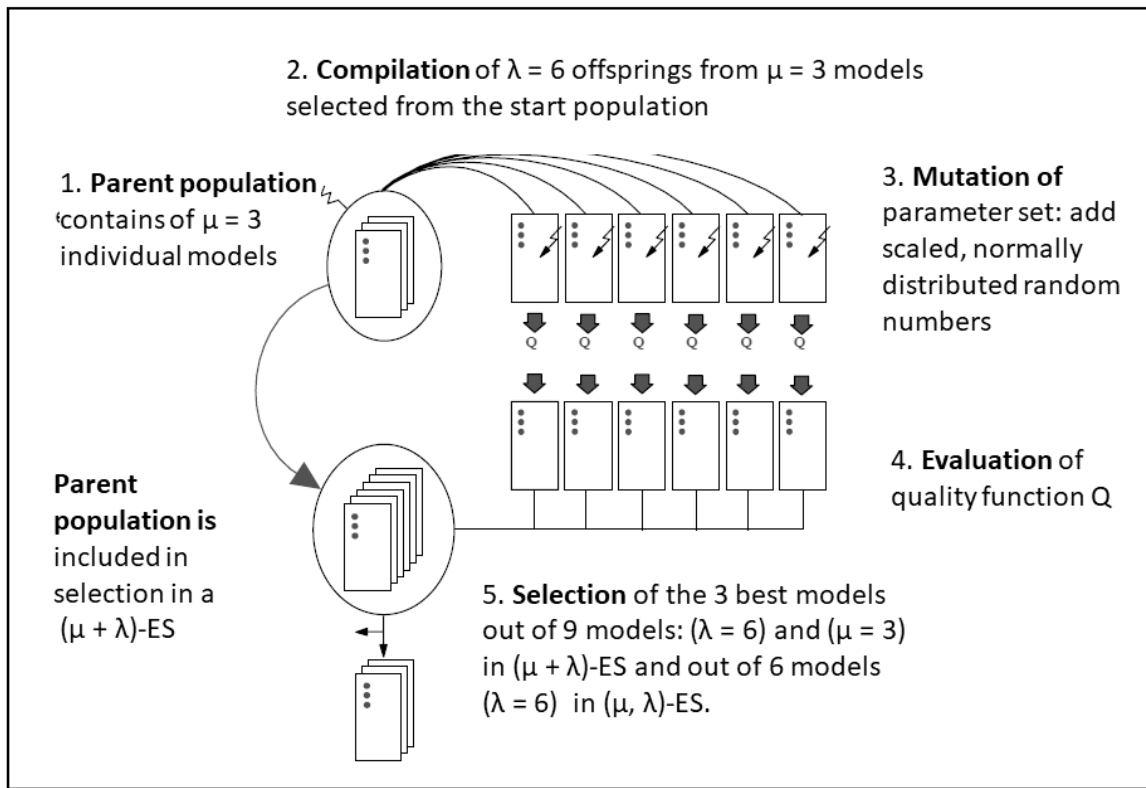 2. Compilation of λ = 6 offsprings from μ = 3 models
selected from the start population
1. Parent population
contains of μ = 3
individual models
3. Mutation of
parameter set: add
scaled, normally
distributed random
numbers
Q Q Q Q Q Q
Parent
population is
included in
selection in a
(μ + λ)-ES
4. Evaluation of
quality function Q
5. Selection of the 3 best models
out of 9 models: (λ = 6) and (μ = 3)
in (μ + λ)-ES and out of 6 models
(λ = 6) in (μ, λ)-ES.